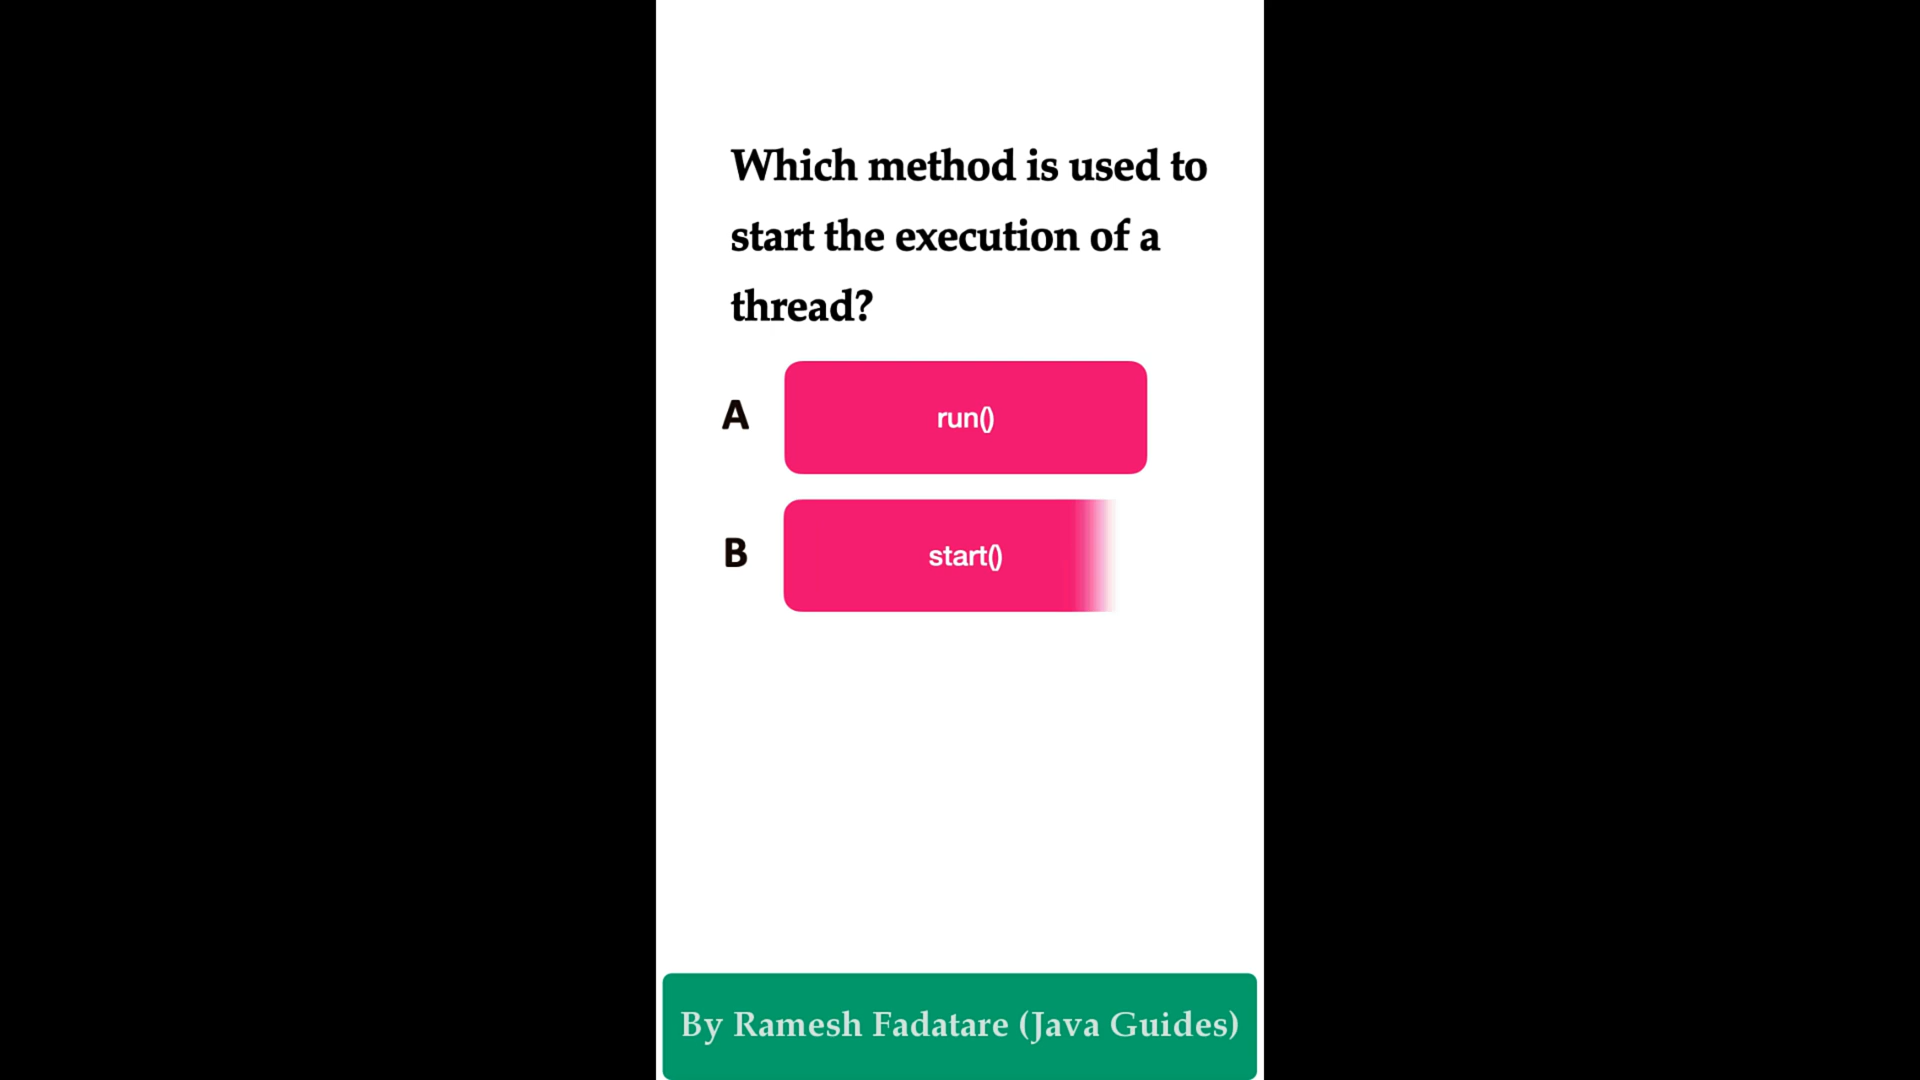 Which method is used to
start the execution of a
thread?
A
run()
B
start()
By Ramesh Fadatare (Java Guides)